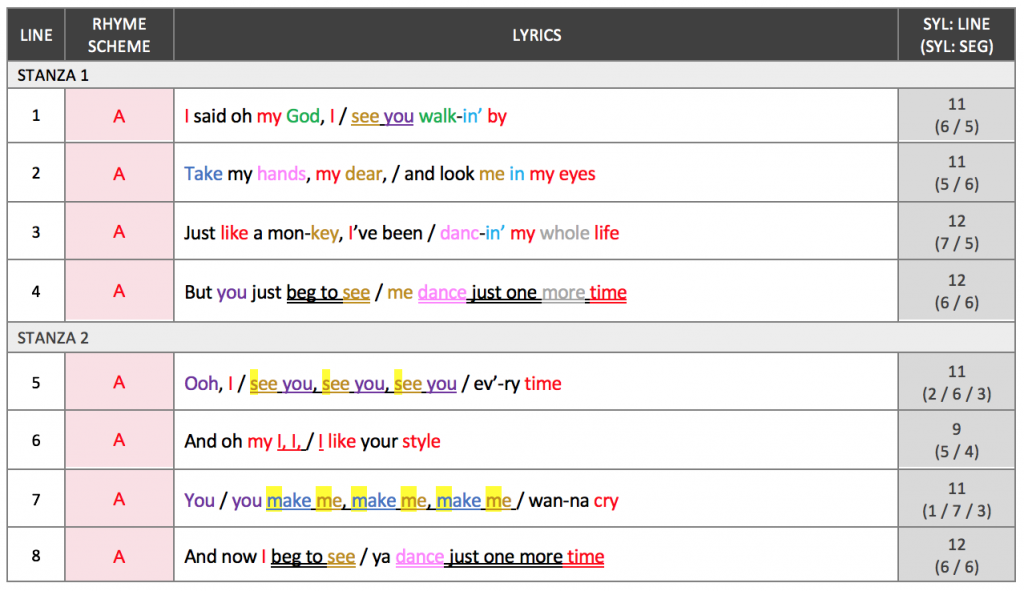 LINE RHYME SCHEME LYRICS SYL: LINE (SYL: SEG)
STANZA 1
1 A I said oh my God, I / see you walk-in’ by 11 (6 / 5)
2 A Take my hands, my dear, / and look me in my eyes 11 (5 / 6)
3 A Just like a mon-key, I’ve been / danc-in’ my whole life 12 (7 / 5)
4 A But you just beg to see / me dance just one more time 12 (6 / 6)
STANZA 2
5 A Ooh, I / see you, see you, see you / ev’-ry time 11 (2 / 6 / 3)
6 A And oh my I, I, / I like your style 9 (5 / 4)
7 A You / you make me, make me, make me / wan-na cry 11 (1 / 7 / 3)
8 A And now I beg to see / ya dance just one more time 12 (6 / 6)